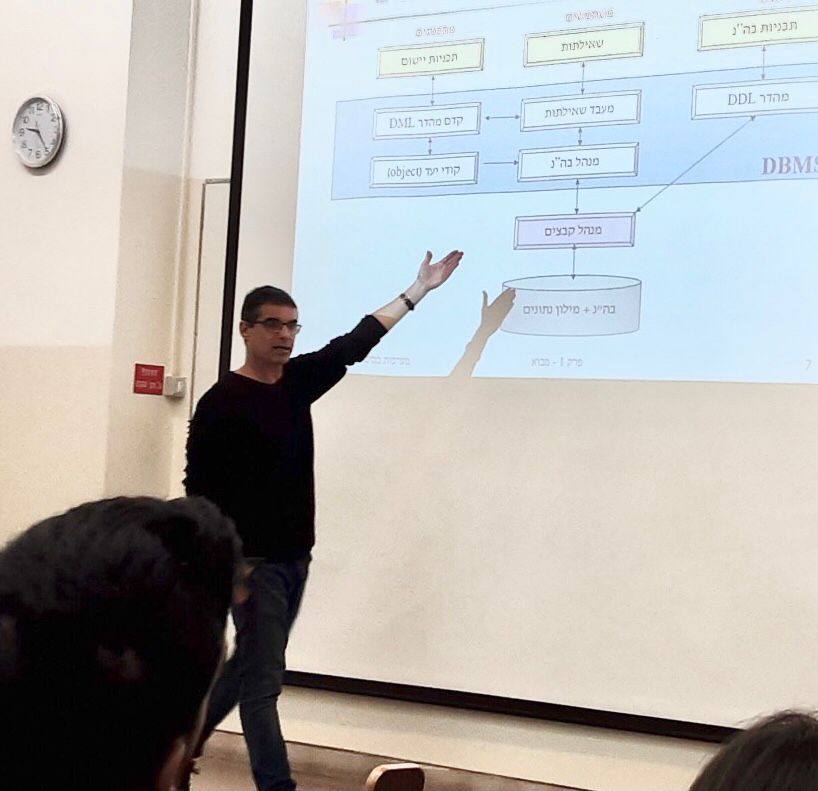 מתכנתים
משתמשים
תכניות יישום
שאילתות
תכניות בה״נ
קדם מהדר DML
מעבד שאילתות
מהדר DDL
קודי יעד (object)
מנהל בה״נ
DBMS
מנהל קבצים
בה״נ + מילון נתונים
פרק 1 - מבוא
7